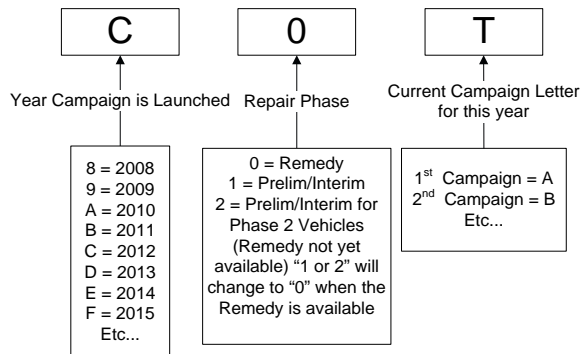 C
0
T
Year Campaign is Launched
Repair Phase
Current Campaign Letter
for this year
8 = 2008
9 = 2009
A = 2010
B = 2011
C = 2012
D = 2013
E = 2014
F = 2015
Etc...
0 = Remedy
1 = Prelim/Interim
2 = Prelim/Interim for
Phase 2 Vehicles
(Remedy not yet
available) “1 or 2” will
change to “0” when the
Remedy is available
1st Campaign = A
2nd Campaign = B
Etc...